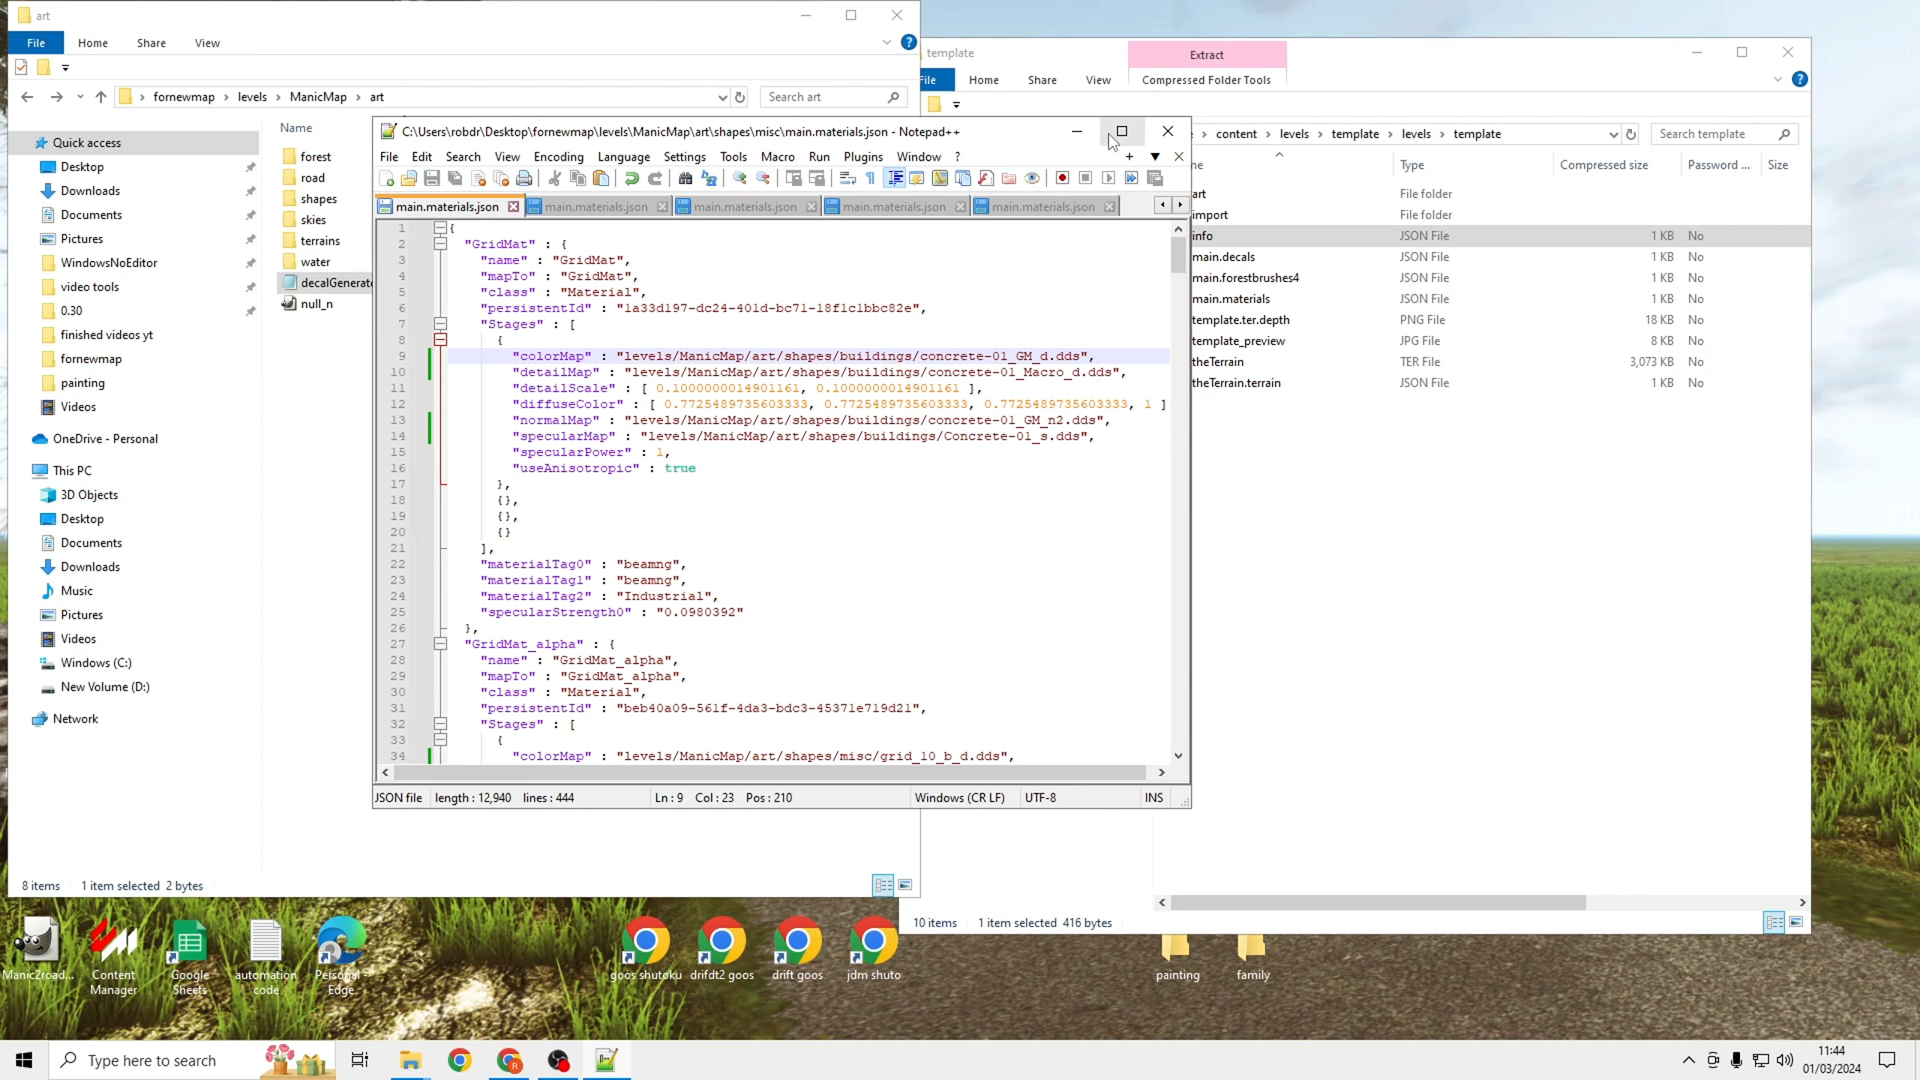 art
File
Home
Share
View
fornewmap > levels > ManicMap > art
Search art
Quick access
Desktop
Downloads
Documents
Pictures
WindowsNoEditor
video tools
0.30
finished videos yt
fornewmap
painting
Videos
OneDrive - Personal
This PC
3D Objects
Desktop
Documents
Downloads
Music
Pictures
Videos
Windows (C:)
New Volume (D:)
Network
Name
forest
road
shapes
skies
terrains
water
decalGenerato
null_n
8 items
1 item selected 2 bytes
C:\Users\robdr\Desktop\fornewmap\levels\ManicMap\art\shapes\misc\main.materials.json - Notepad++
File Edit Search View Encoding Language Settings Tools Macro Run Plugins Window ?
main.materials.json main.materials.json main.materials.json main.materials.json main.materials.json
1 {
2 "GridMat" : {
3 "name" : "GridMat",
4 "mapTo" : "GridMat",
5 "class" : "Material",
6 "persistentId" : "1a33d197-dc24-401d-bc71-18f1c1bbc82e",
7 "Stages" : [
8 {
9 "colorMap" : "levels/ManicMap/art/shapes/buildings/concrete-01_GM_d.dds",
10 "detailMap" : "levels/ManicMap/art/shapes/buildings/concrete-01_Macro_d.dds",
11 "detailScale" : [ 0.1000000014901161, 0.1000000014901161 ],
12 "diffuseColor" : [ 0.7725489735603333, 0.7725489735603333, 0.7725489735603333, 1 ]
13 "normalMap" : "levels/ManicMap/art/shapes/buildings/concrete-01_GM_n2.dds",
14 "specularMap" : "levels/ManicMap/art/shapes/buildings/Concrete-01_s.dds",
15 "specularPower" : 1,
16 "useAnisotropic" : true
17 },
18 {},
19 {},
20 {}
21 ],
22 "materialTag0" : "beamng",
23 "materialTag1" : "beamng",
24 "materialTag2" : "Industrial",
25 "specularStrength0" : "0.0980392"
26 },
27 "GridMat_alpha" : {
28 "name" : "GridMat_alpha",
29 "mapTo" : "GridMat_alpha",
30 "class" : "Material",
31 "persistentId" : "beb40a09-561f-4da3-bdc3-45371e719d21",
32 "Stages" : [
33 {
34 "colorMap" : "levels/ManicMap/art/shapes/misc/grid_10_b_d.dds",
JSON file length : 12,940 lines : 444 Ln : 9 Col : 23 Pos : 210 Windows (CR LF) UTF-8 INS
template
Extract
File
Home
Share
View
Compressed Folder Tools
content > levels > template > levels > template
Search template
Type Compressed size Password ... Size
art File folder
import File folder
info JSON File 1 KB No
main.decals JSON File 1 KB No
main.forestbrushes4 JSON File 1 KB No
main.materials JSON File 1 KB No
template.ter.depth PNG File 18 KB No
template_preview JPG File 8 KB No
theTerrain TER File 3,073 KB No
theTerrain.terrain JSON File 1 KB No
10 items
1 item selected 416 bytes
Manic2road...
Content Manager
Google Sheets
automation code
Personal - Edge
goos shutoku
drifdt2 goos
drift goos
jdm shuto
painting
family
Type here to search
11:44
01/03/2024